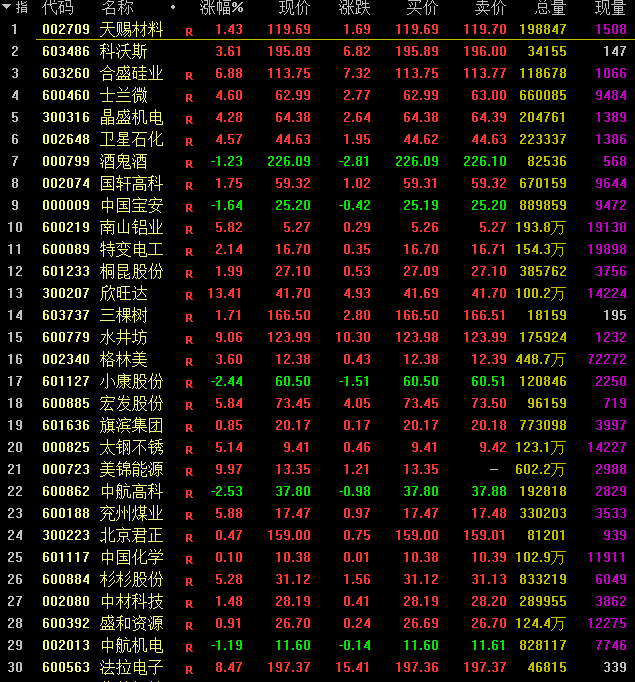 指 代码 名称 涨幅% 现价 涨跌 买价 卖价 总量 现量
1 002709 天赐材料 R 1.43 119.69 1.69 119.69 119.70 198847 1508
2 603486 科沃斯 3.61 195.89 6.82 195.89 196.00 34155 147
3 603260 合盛硅业 R 6.88 113.75 7.32 113.75 113.77 118678 1066
4 600460 士兰微 R 4.60 62.99 2.77 62.99 63.00 660085 9484
5 300316 晶盛机电 R 4.28 64.38 2.64 64.38 64.39 204761 1389
6 002648 卫星石化 R 4.57 44.63 1.95 44.62 44.63 223337 1386
7 000799 酒鬼酒 R -1.23 226.09 -2.81 226.09 226.10 82536 568
8 002074 国轩高科 R 1.75 59.32 1.02 59.31 59.32 670159 9644
9 000009 中国宝安 R -1.64 25.20 -0.42 25.19 25.20 889859 9472
10 600219 南山铝业 R 5.82 5.27 0.29 5.26 5.27 193.8万 19130
11 600089 特变电工 R 2.14 16.70 0.35 16.70 16.71 154.3万 19898
12 601233 桐昆股份 R 1.99 27.10 0.53 27.09 27.10 385762 3756
13 300207 欣旺达 R 13.41 41.70 4.93 41.69 41.70 100.2万 14224
14 603737 三棵树 R 1.71 166.50 2.80 166.50 166.51 18159 195
15 600779 水井坊 R 9.06 123.99 10.30 123.98 123.99 175924 1232
16 002340 格林美 R 3.60 12.38 0.43 12.38 12.39 448.7万 72272
17 601127 小康股份 R -2.44 60.50 -1.51 60.50 60.51 120846 2250
18 600885 宏发股份 R 5.84 73.45 4.05 73.45 73.50 96159 719
19 601636 旗滨集团 R 0.85 20.17 0.17 20.17 20.18 773098 3997
20 000825 太钢不锈 R 5.14 9.41 0.46 9.41 9.42 123.1万 14227
21 000723 美锦能源 R 9.97 13.35 1.21 13.35 — 602.2万 2988
22 600862 中航高科 R -2.53 37.80 -0.98 37.80 37.88 192818 2829
23 600188 兖州煤业 R 5.88 17.47 0.97 17.47 17.48 330203 3533
24 300223 北京君正 R 0.47 159.00 0.75 159.00 159.01 81201 939
25 601117 中国化学 R 0.10 10.38 0.01 10.38 10.39 102.9万 11911
26 600884 杉杉股份 R 5.28 31.12 1.56 31.12 31.13 833219 6049
27 002080 中材科技 R 1.48 28.19 0.41 28.19 28.20 289955 3862
28 600392 盛和资源 R 0.91 26.70 0.24 26.69 26.70 124.4万 12275
29 002013 中航机电 R -1.19 11.60 -0.14 11.60 11.61 828117 7746
30 600563 法拉电子 R 8.47 197.37 15.41 197.36 197.37 46815 339